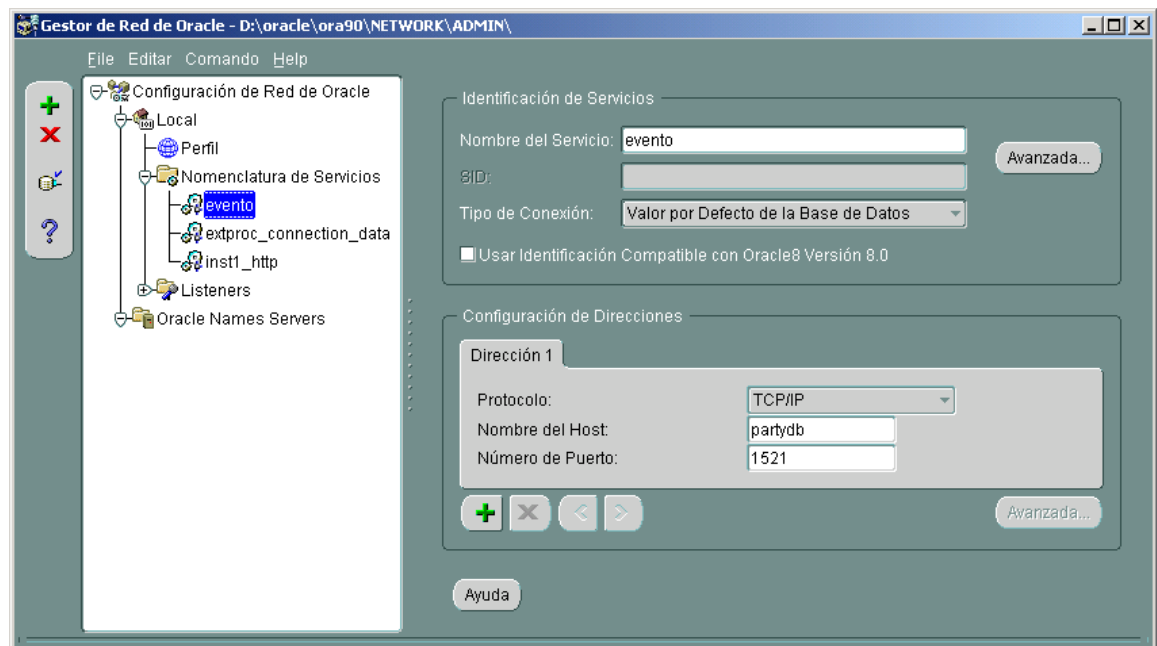 Gestor de Red de Oracle - D:\oracle\ora90\NETWORK\ADMIN\
File Editar Comando Help
Configuración de Red de Oracle
Local
Perfil
Nomenclatura de Servicios
evento
extproc_connection_data
inst1_http
Listeners
Oracle Names Servers
Identificación de Servicios
Nombre del Servicio: evento
Avanzada...
SID:
Tipo de Conexión: Valor por Defecto de la Base de Datos
Usar Identificación Compatible con Oracle8 Versión 8.0
Configuración de Direcciones
Dirección 1
Protocolo: TCP/IP
Nombre del Host: partydb
Número de Puerto: 1521
Avanzada...
Ayuda